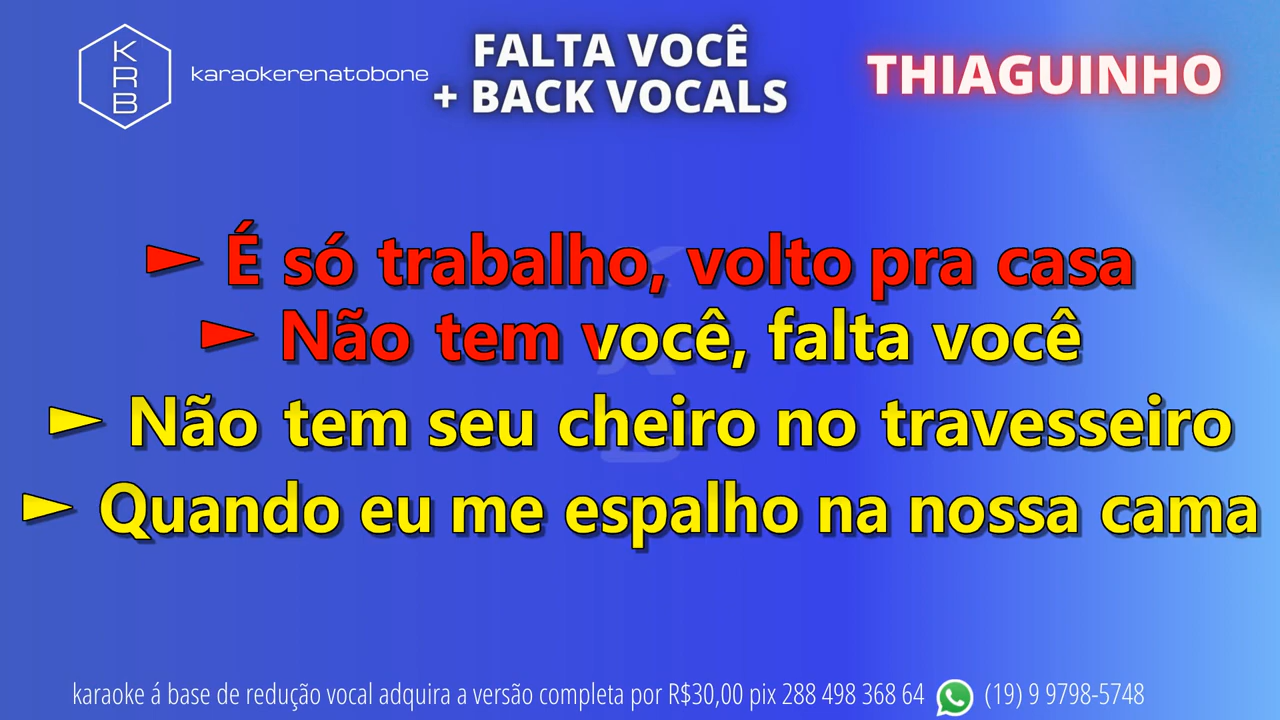 KRB
karaokerenatobone
FALTA VOCÊ
+ BACK VOCALS
THIAGUINHO
► É só trabalho, volto pra casa
► Não tem você, falta você
► Não tem seu cheiro no travesseiro
► Quando eu me espalho na nossa cama
karaoke á base de redução vocal adquira a versão completa por R$30,00 pix 288 498 368 64 (19) 9 9798-5748